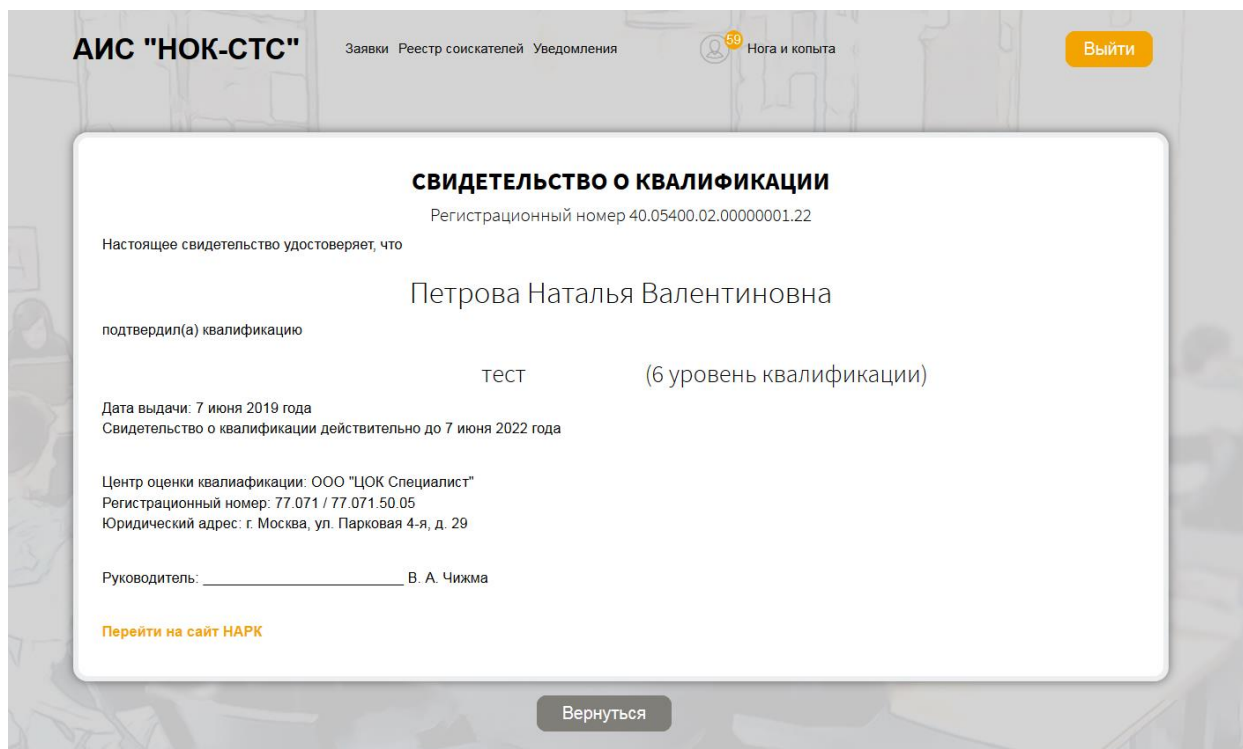 АИС "НОК-СТС"
Заявки Реестр соискателей Уведомления
59
Нога и копыта
Выйти
СВИДЕТЕЛЬСТВО О КВАЛИФИКАЦИИ
Регистрационный номер 40.05400.02.00000001.22
Настоящее свидетельство удостоверяет, что
Петрова Наталья Валентиновна
подтвердил(а) квалификацию
тест (6 уровень квалификации)
Дата выдачи: 7 июня 2019 года
Свидетельство о квалификации действительно до 7 июня 2022 года
Центр оценки квалиафикации: ООО "ЦОК Специалист"
Регистрационный номер: 77.071 / 77.071.50.05
Юридический адрес: г. Москва, ул. Парковая 4-я, д. 29
Руководитель: __________________________ В. А. Чижма
Перейти на сайт НАРК
Вернуться